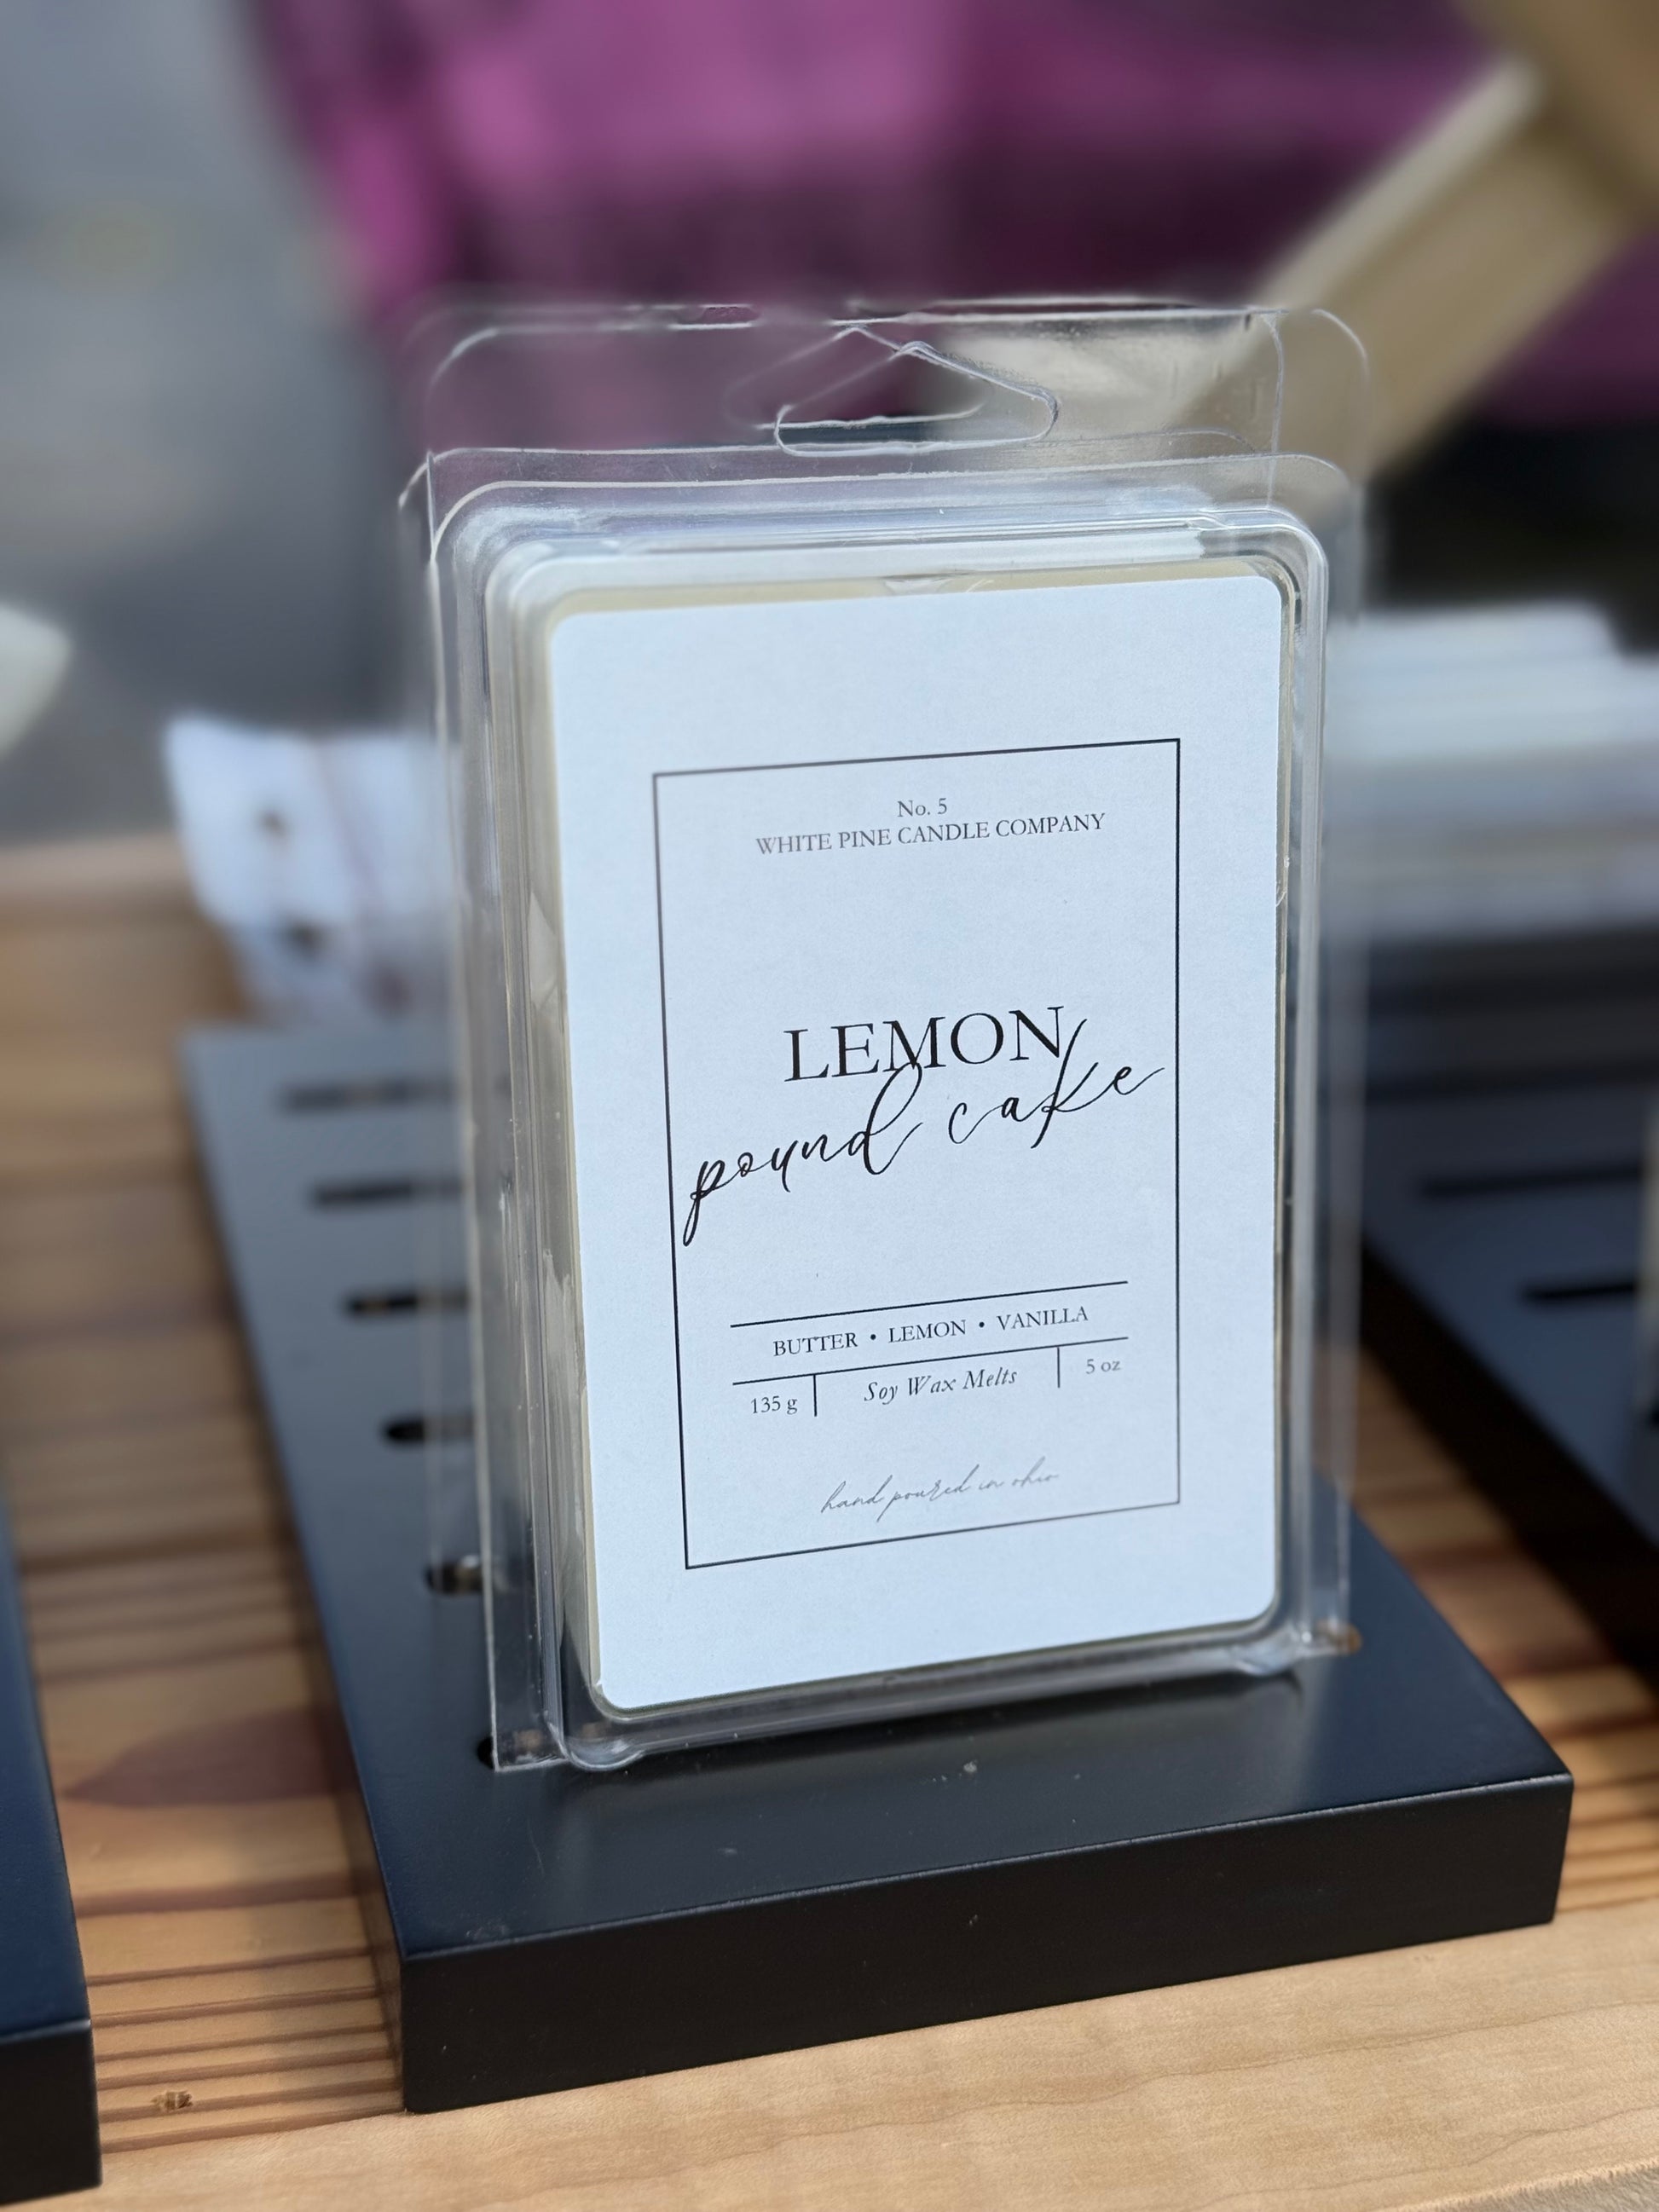 No. 5
WHITE PINE CANDLE COMPANY
LEMON
pound cake
BUTTER • LEMON • VANILLA
135 g Soy Wax Melts 5 oz
hand poured in ohio